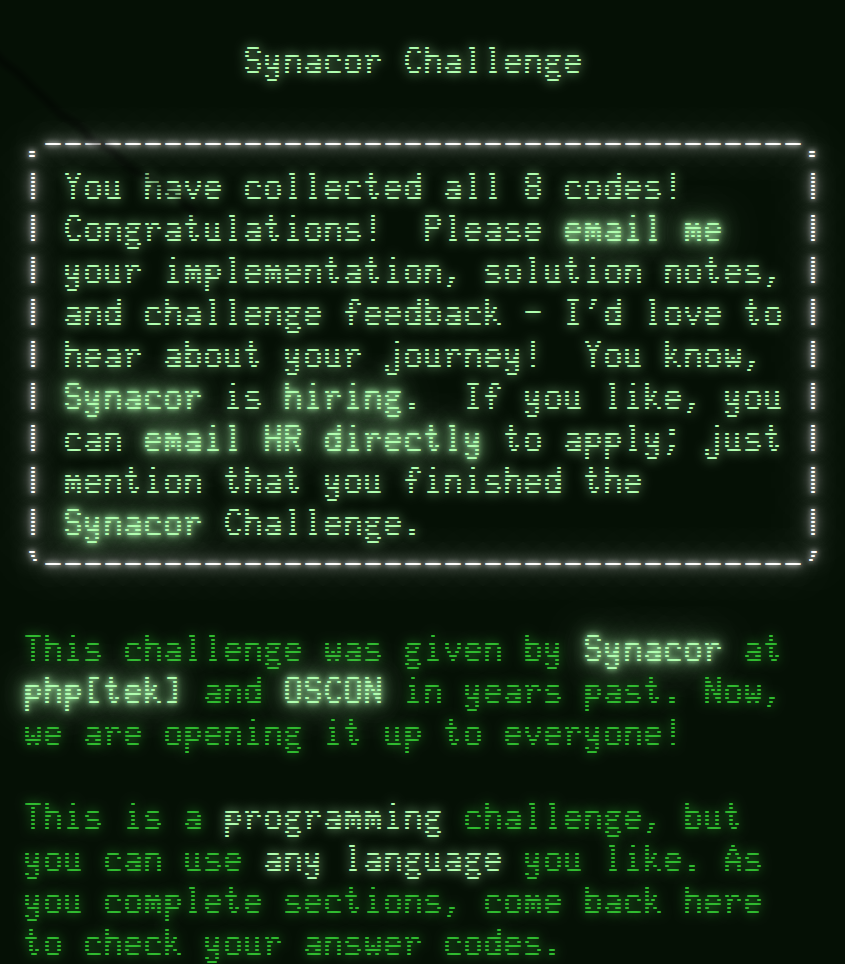 Synacor Challenge
You have collected all 8 codes!
Congratulations!  Please email me
your implementation, solution notes,
and challenge feedback - I'd love to
hear about your journey!  You know,
Synacor is hiring.  If you like, you
can email HR directly to apply; just
mention that you finished the
Synacor Challenge.
This challenge was given by Synacor at
php[tek] and OSCON in years past. Now,
we are opening it up to everyone!
This is a programming challenge, but
you can use any language you like. As
you complete sections, come back here
to check your answer codes.